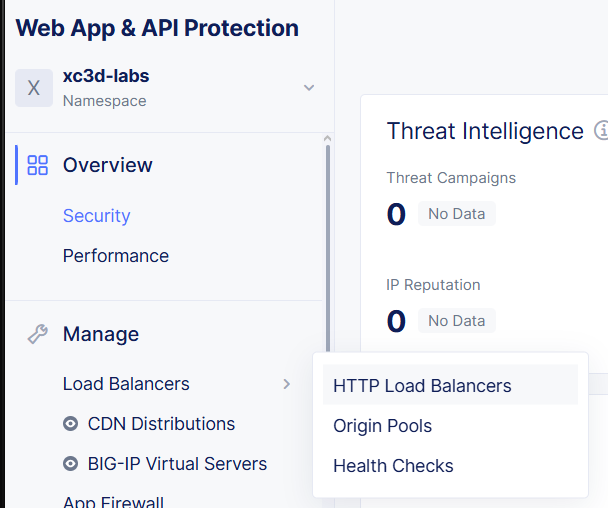 Web App & API Protection
X
xc3d-labs
Namespace
Overview
Security
Performance
Manage
Load Balancers
CDN Distributions
BIG-IP Virtual Servers
App Firewall
Threat Intelligence
Threat Campaigns
0 No Data
IP Reputation
0 No Data
HTTP Load Balancers
Origin Pools
Health Checks